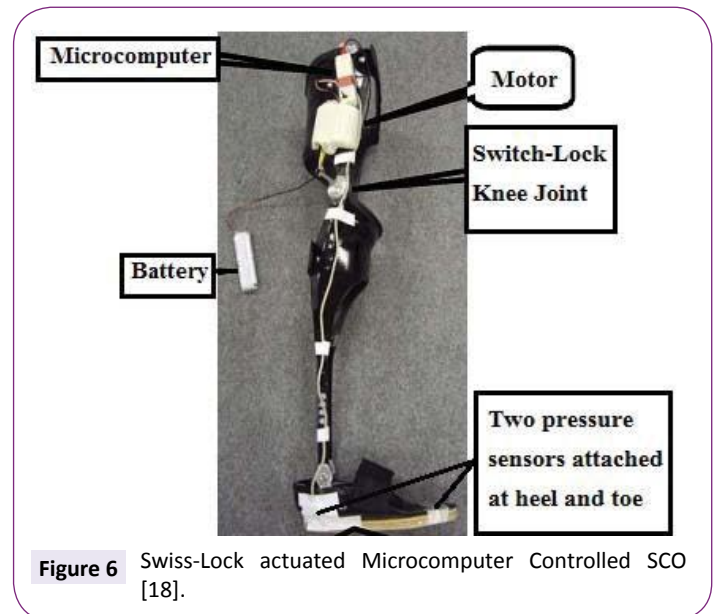 Microcomputer
Motor
Switch-Lock
Knee Joint
Battery
Two pressure
sensors attached
at heel and toe
Figure 6 Swiss-Lock actuated Microcomputer Controlled SCO
[18].